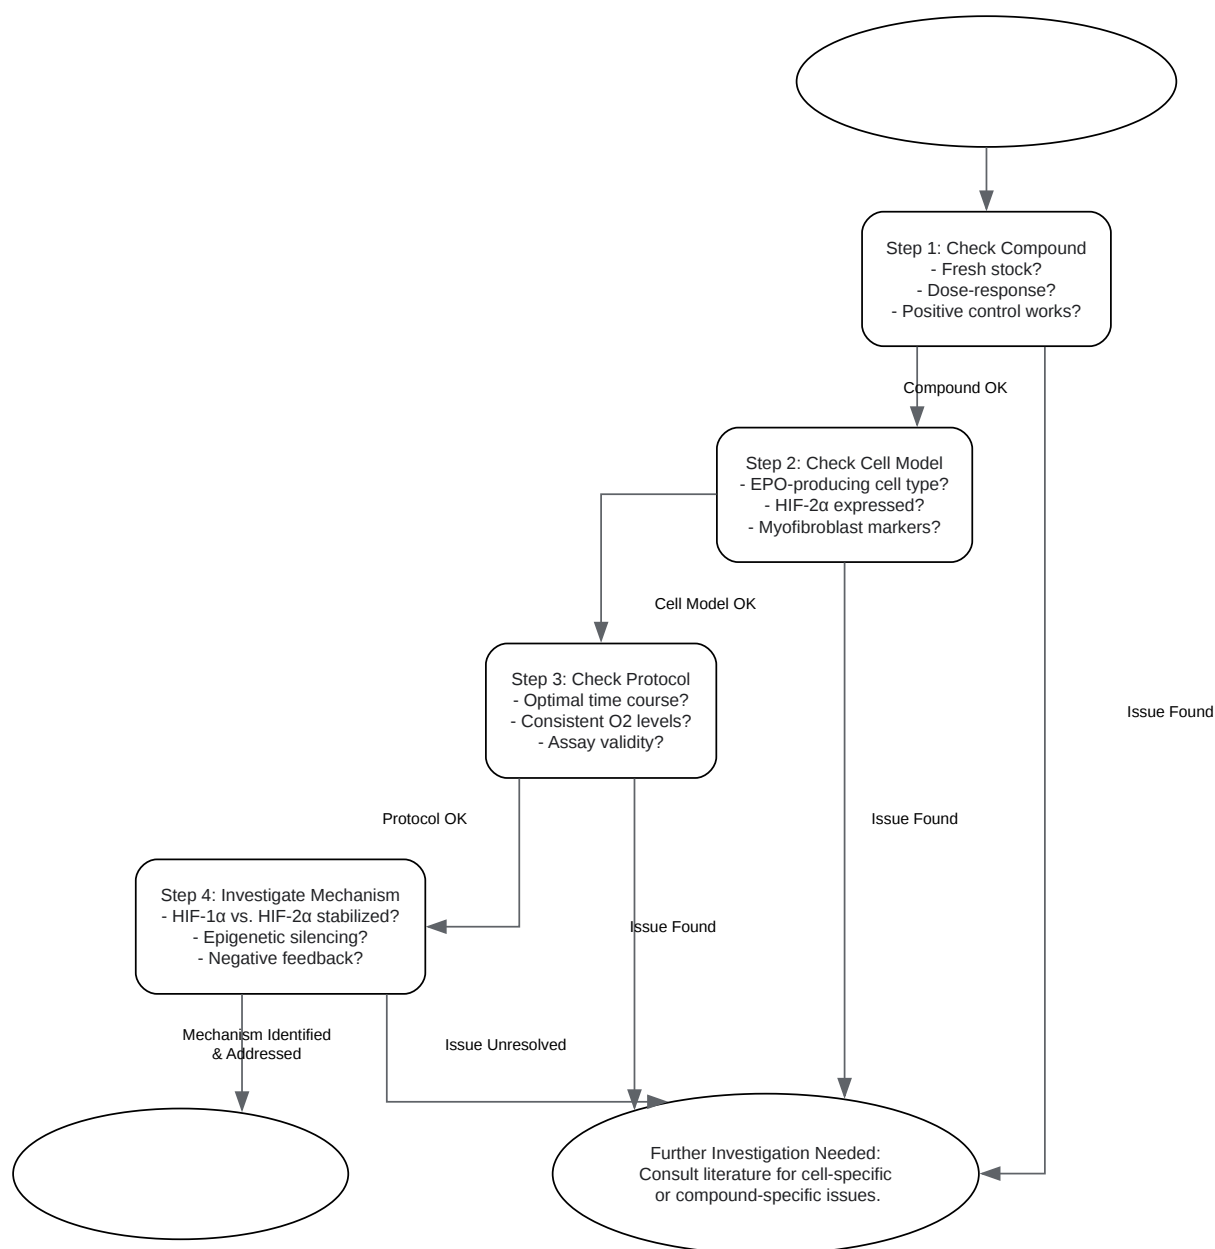 Step 1: Check Compound
- Fresh stock?
- Dose-response?
- Positive control works?
Compound OK
Step 2: Check Cell Model
- EPO-producing cell type?
- HIF-2α expressed?
- Myofibroblast markers?
Cell Model OK
Step 3: Check Protocol
- Optimal time course?
- Consistent O2 levels?
- Assay validity?
Issue Found
Protocol OK
Issue Found
Step 4: Investigate Mechanism
- HIF-1α vs. HIF-2α stabilized?
- Epigenetic silencing?
- Negative feedback?
Issue Found
Mechanism Identified
& Addressed
Issue Unresolved
Further Investigation Needed:
Consult literature for cell-specific
or compound-specific issues.